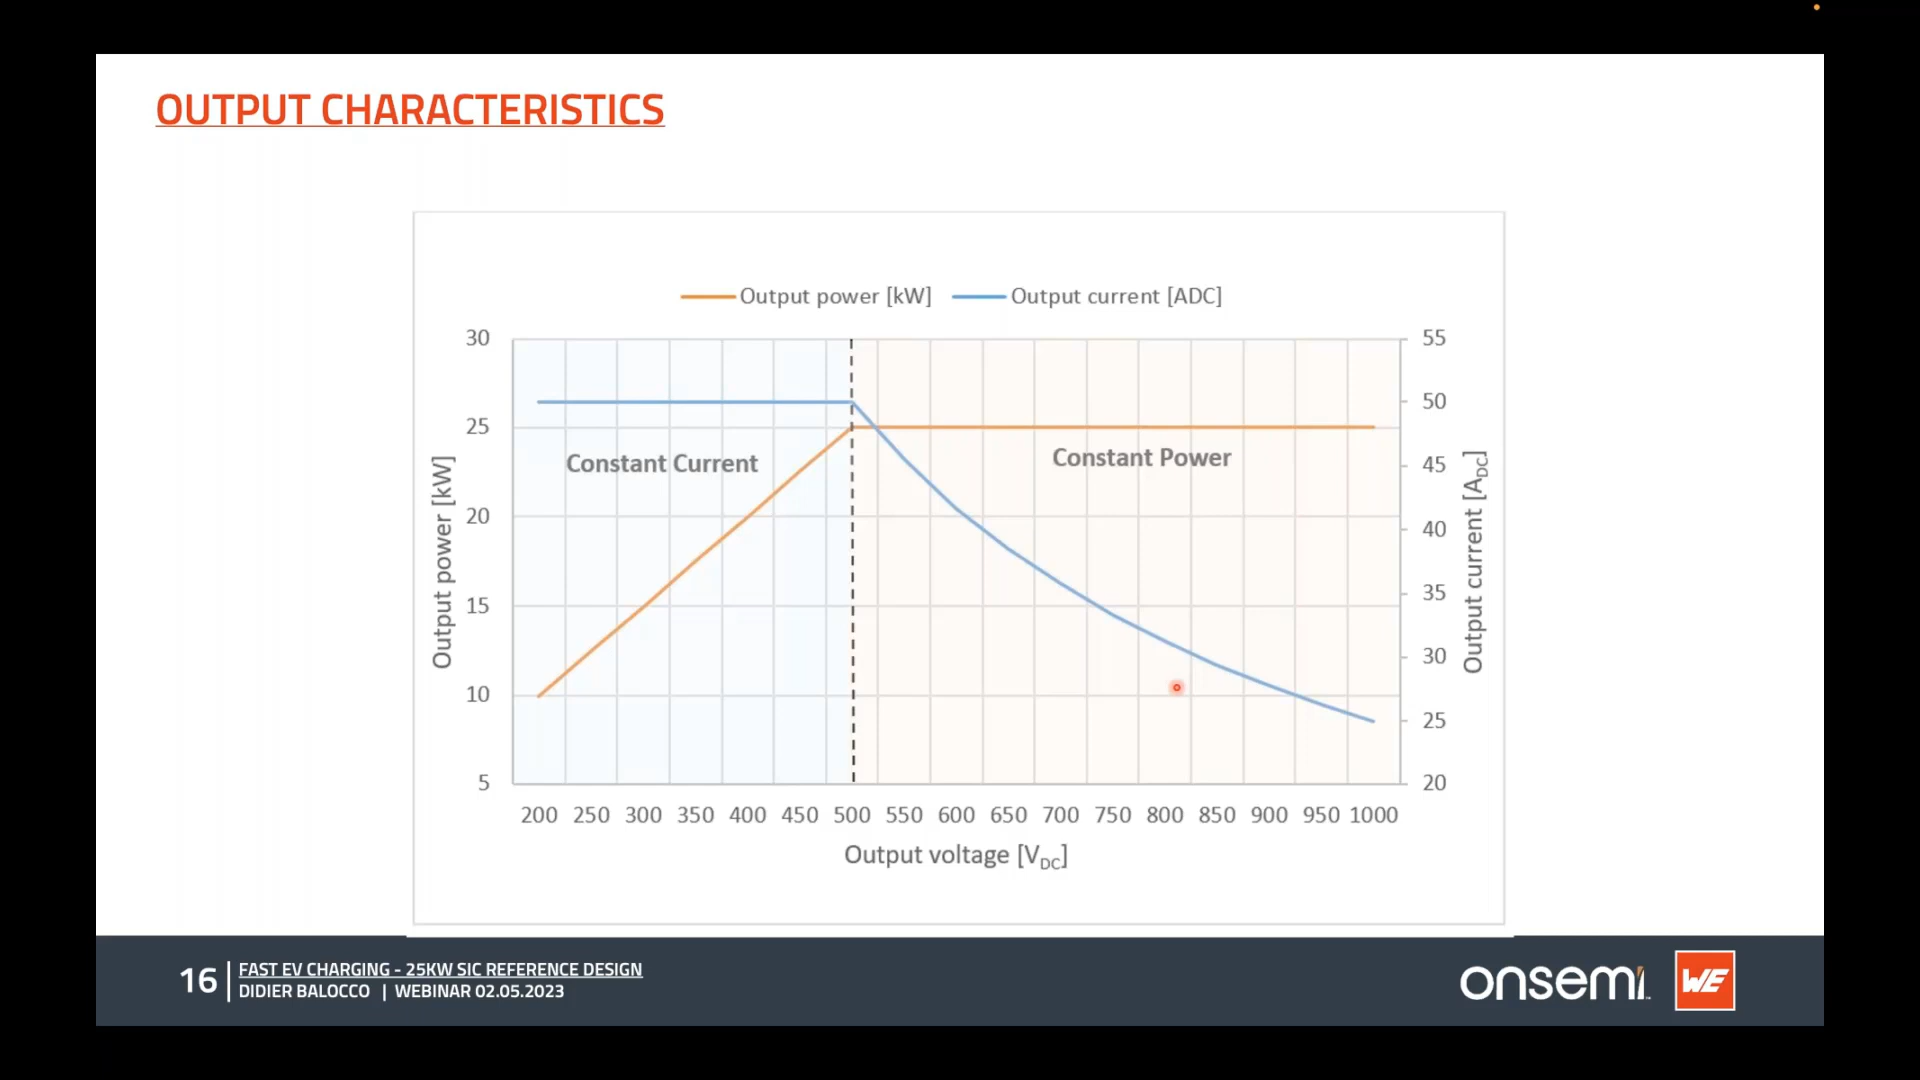 OUTPUT CHARACTERISTICS
Output power [kW] Output current [ADC]
30 55
50
25
Constant Current Constant Power
45
20 40
35
15
30
10
25
5 20
Output power [kW]
Output current [ADC]
200 250 300 350 400 450 500 550 600 650 700 750 800 850 900 950 1000
Output voltage [VDC]
16 FAST EV CHARGING - 25KW SIC REFERENCE DESIGN
DIDIER BALOCCO | WEBINAR 02.05.2023
onsemi
WE